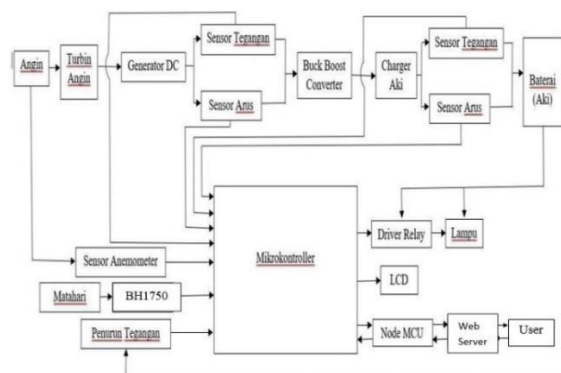 Angin
Turbin
Angin
Generator DC
Sensor Tegangan
Sensor Arus
Buck Boost
Converter
Charger
Aki
Sensor Tegangan
Sensor Arus
Baterai
(Aki)
Mikrokontroller
Driver Relay
Lampu
Sensor Anemometer
LCD
Matahari
BH1750
Penurun Tegangan
Node MCU
Web
Server
User